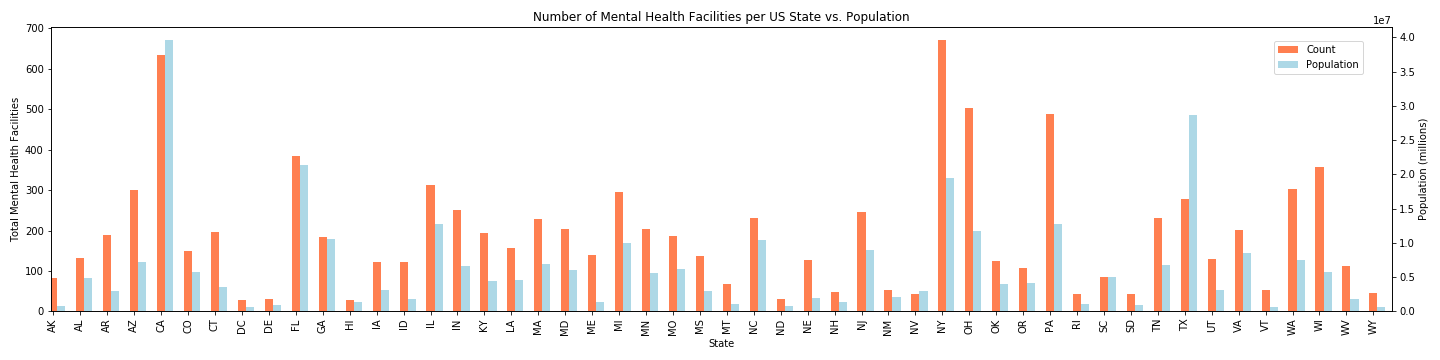 Number of Mental Health Facilities per US State vs. Population
1e7
700
600
500
400
300
200
100
0
Total Mental Health Facilities
Count
Population
4.0
3.5
3.0
2.5
2.0
1.5
1.0
0.5
0.0
Population (millions)
AK AL AR AZ CA CO CT DC DE FL GA HI IA ID IL IN KY LA MA MD ME MI MN MO MS MT NC ND NE NH NJ NM NV NY OH OK OR PA RI SC SD TN TX UT VA VT WA WI WV WY
State